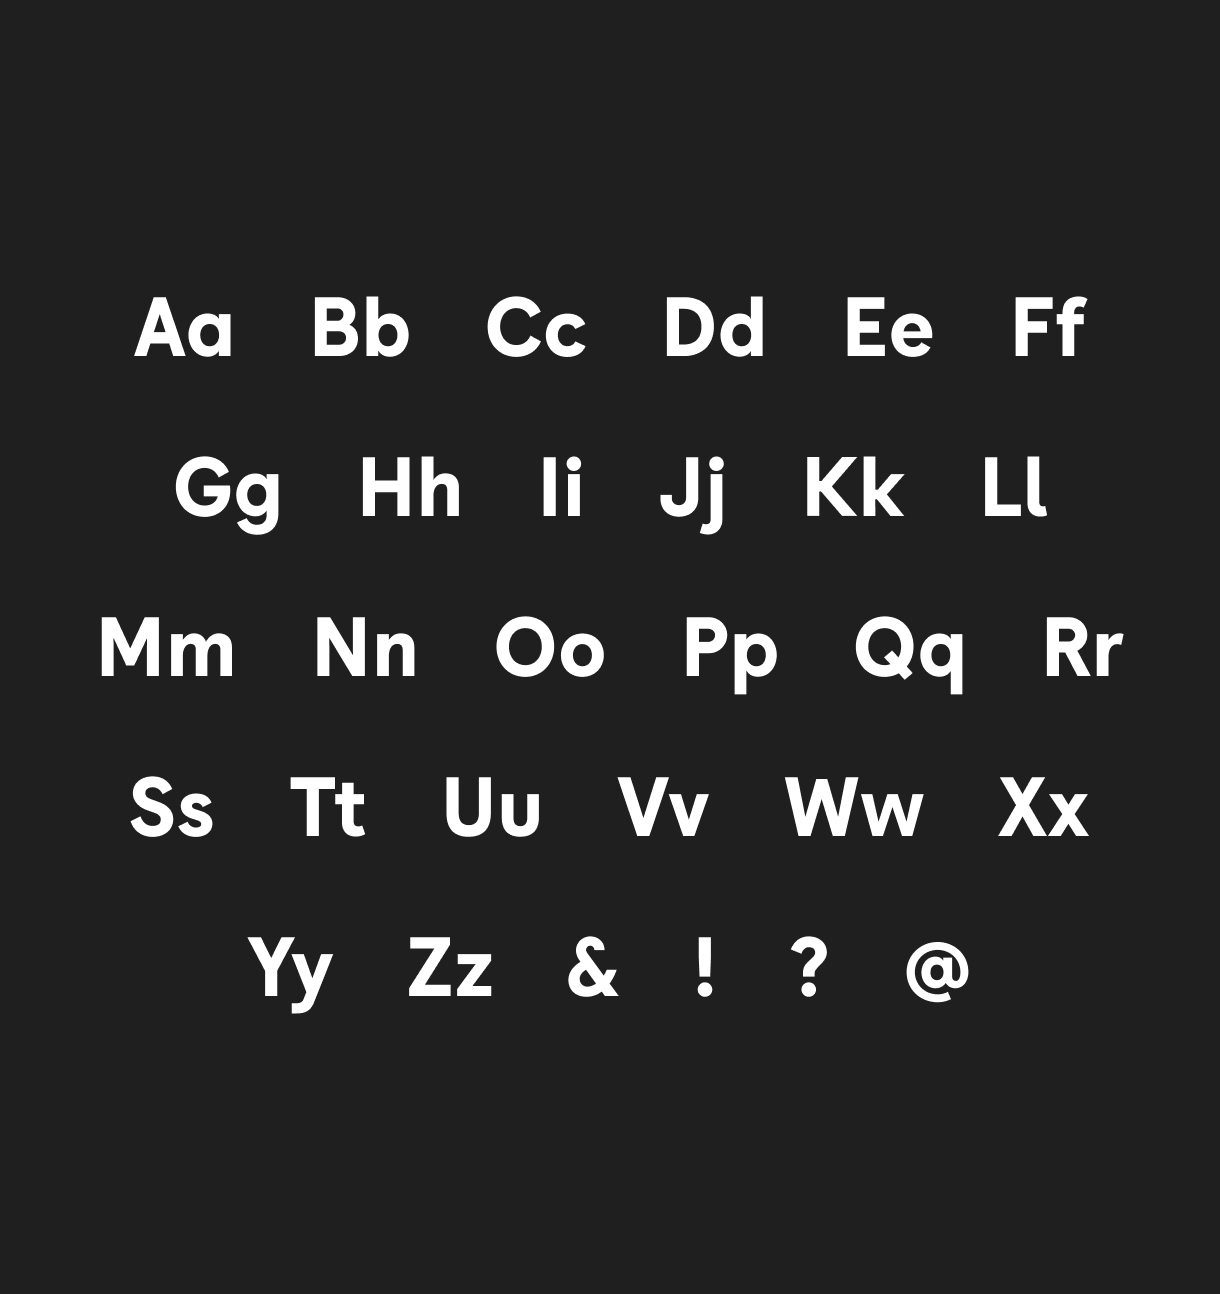 Aa Bb Cc Dd Ee Ff
Gg Hh Ii Jj Kk Ll
Mm Nn Oo Pp Qq Rr
Ss Tt Uu Vv Ww Xx
Yy Zz & ! ? @